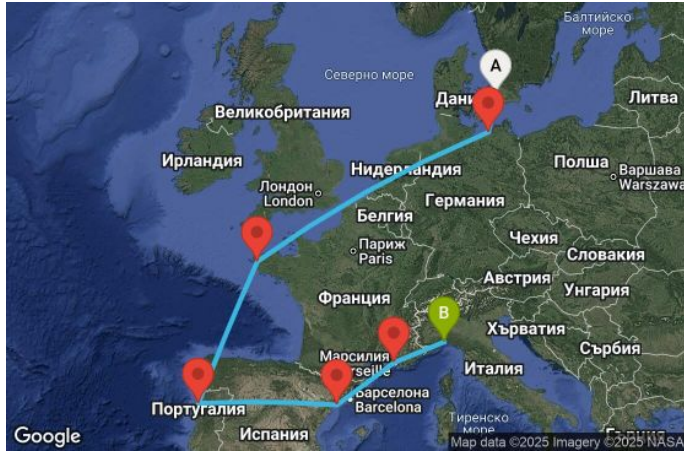 Балтийско
море
Северно море
A
Дани
Литва
Великобритания
Ирландия
Нидерландия
Полша
Варшава
Warszawa
Лондон
London
Белгия
Германия
Париж
Paris
Чехия
Словакия
Австрия
Унгария
Франция
B
Хърватия
Марсилия
Сърбия
Италия
Барселона
Barcelona
Португалия
Испания
Тиренско
море
Google
Map data ©2025 Imagery ©2025 NASA